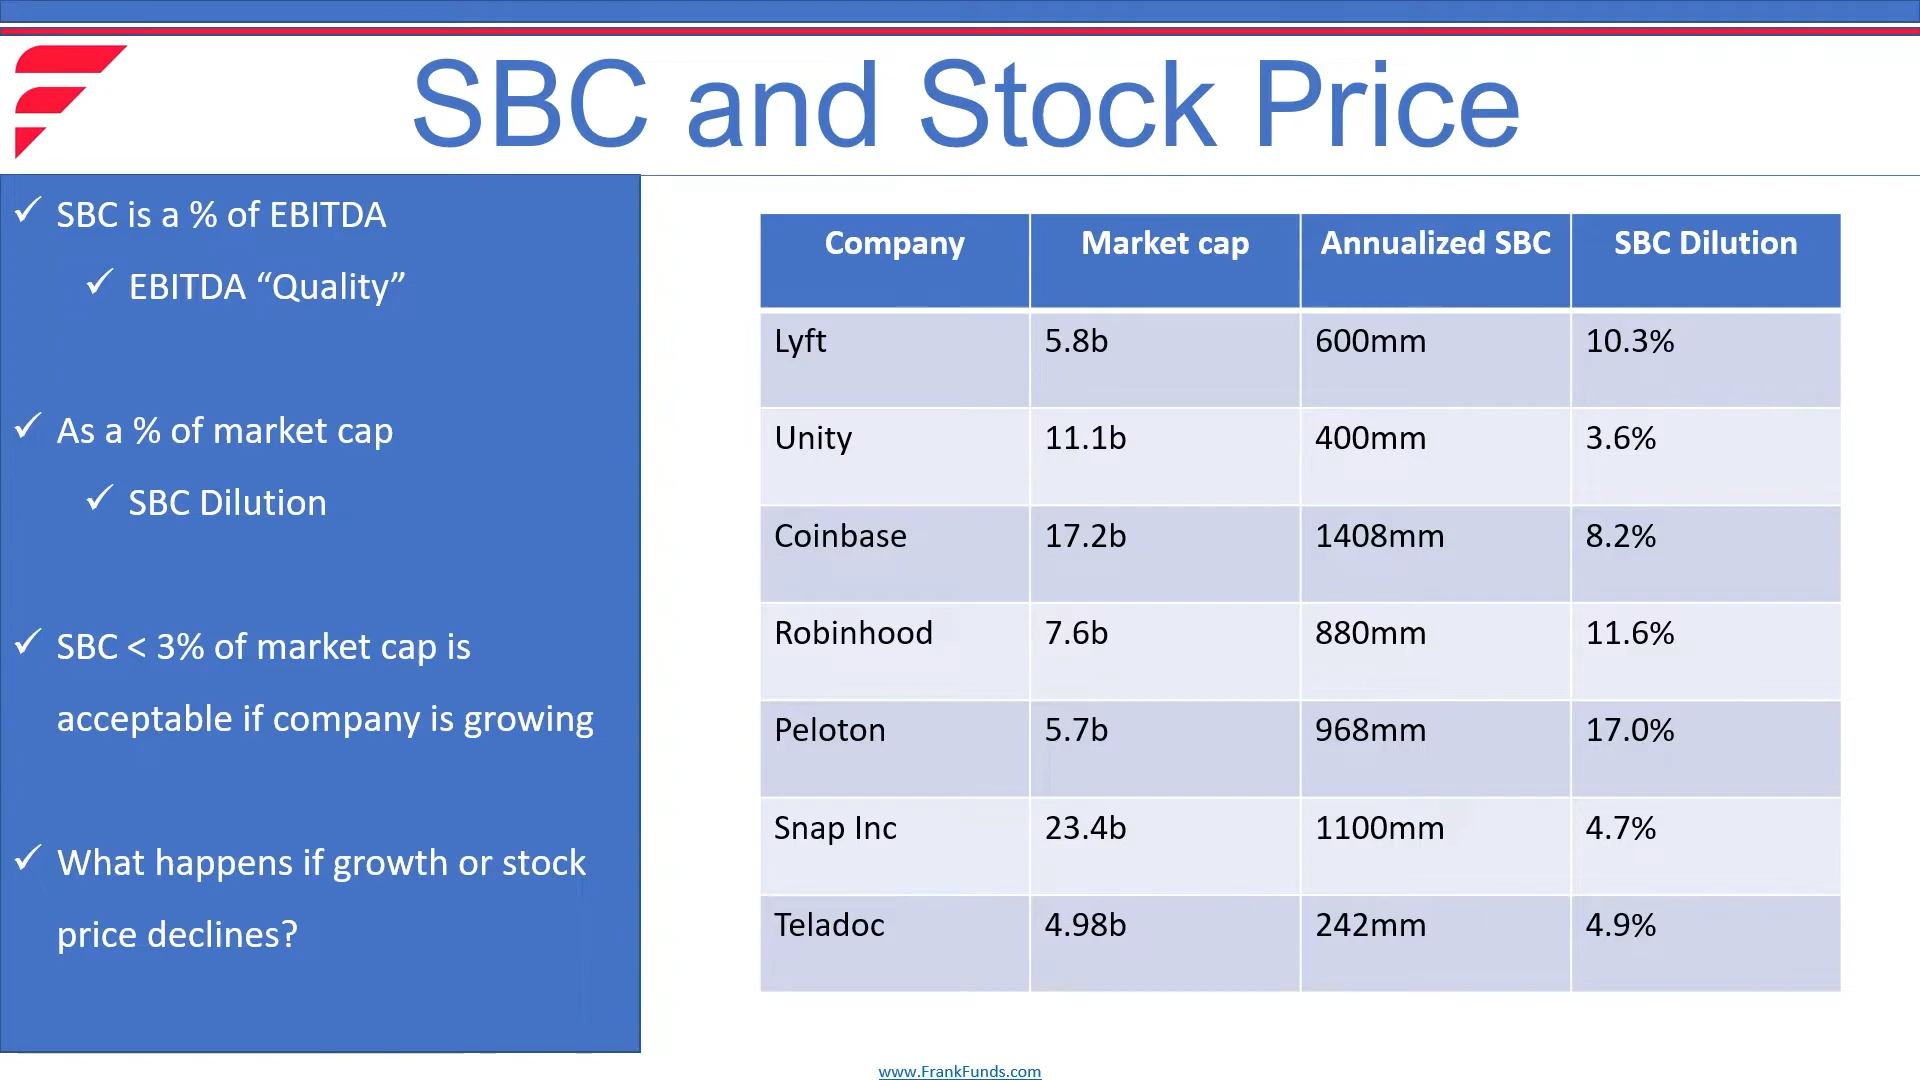 SBC and Stock Price
✓ SBC is a % of EBITDA
✓ EBITDA “Quality”
✓ As a % of market cap
✓ SBC Dilution
✓ SBC < 3% of market cap is
acceptable if company is growing
✓ What happens if growth or stock
price declines?
Company Market cap Annualized SBC SBC Dilution
Lyft 5.8b 600mm 10.3%
Unity 11.1b 400mm 3.6%
Coinbase 17.2b 1408mm 8.2%
Robinhood 7.6b 880mm 11.6%
Peloton 5.7b 968mm 17.0%
Snap Inc 23.4b 1100mm 4.7%
Teladoc 4.98b 242mm 4.9%
www.FrankFunds.com